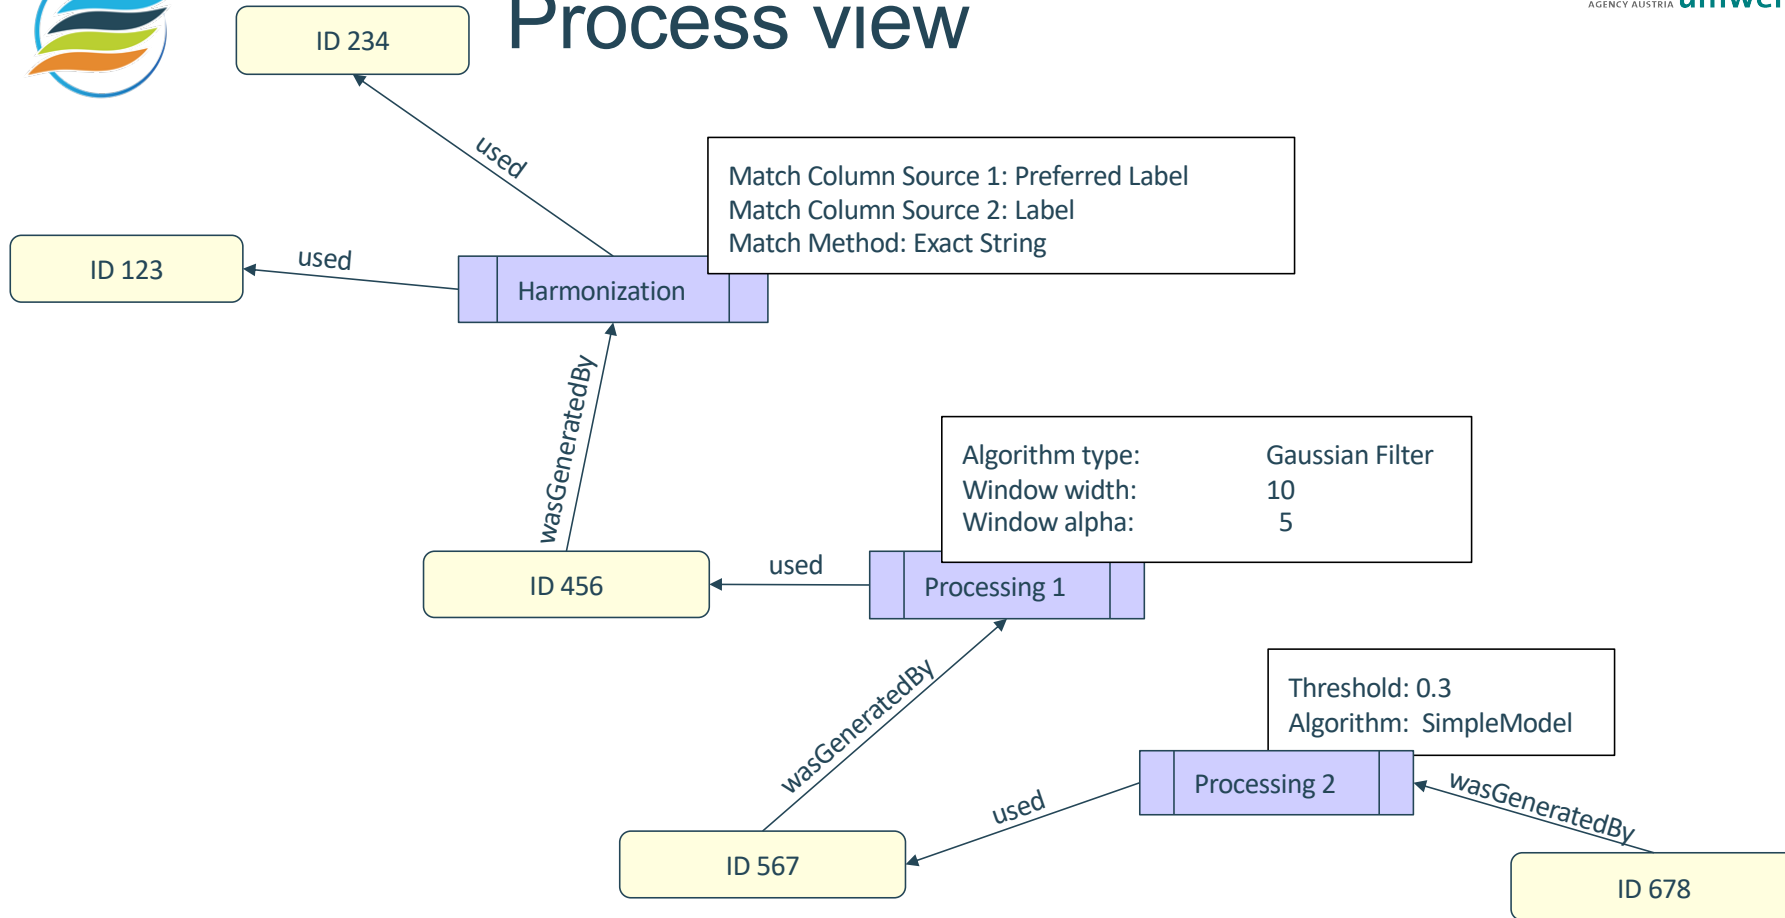 Process view
AGENCY AUSTRIA
ID 234
used
Match Column Source 1: Preferred Label
Match Column Source 2: Label
Match Method: Exact String
ID 123
used
Harmonization
wasGeneratedBy
Algorithm type: Gaussian Filter
Window width: 10
Window alpha: 5
ID 456
used
Processing 1
wasGeneratedBy
Threshold: 0.3
Algorithm: SimpleModel
Processing 2
used
wasGeneratedBy
ID 567
ID 678